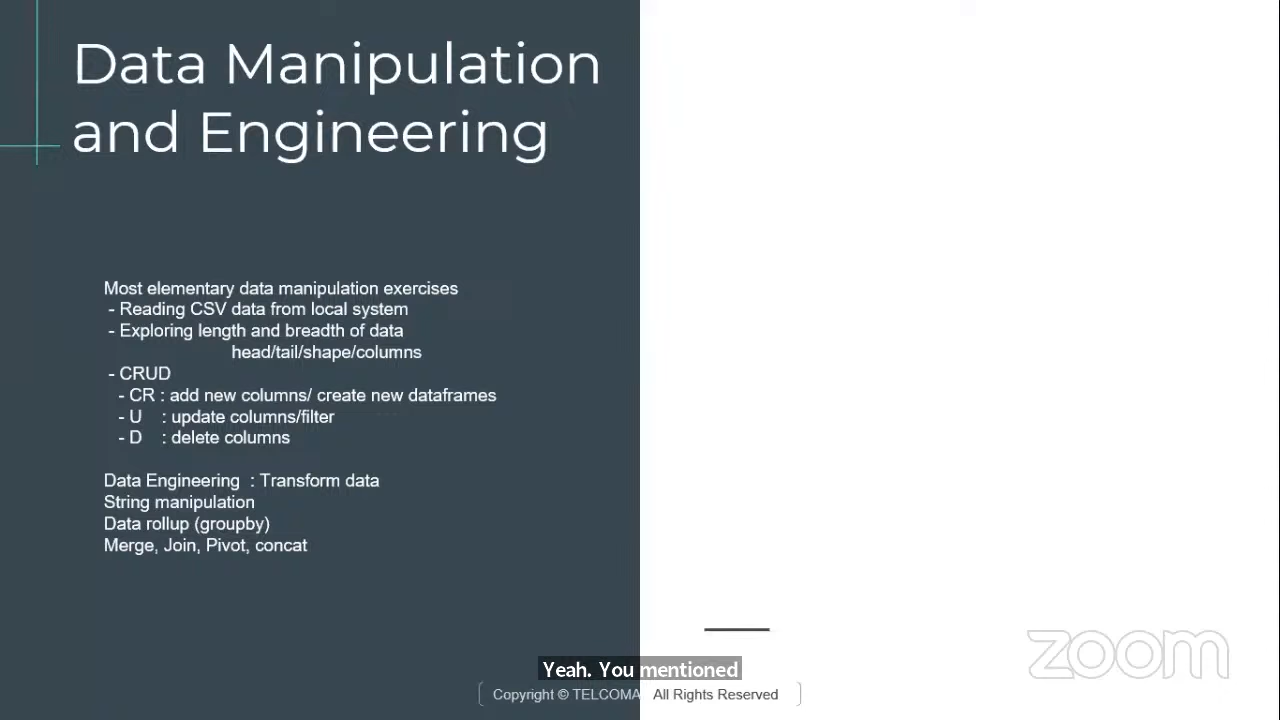 Data Manipulation
and Engineering
Most elementary data manipulation exercises
- Reading CSV data from local system
- Exploring length and breadth of data
head/tail/shape/columns
- CRUD
- CR : add new columns/ create new dataframes
- U : update columns/filter
- D : delete columns
Data Engineering : Transform data
String manipulation
Data rollup (groupby)
Merge, Join, Pivot, concat
zoom
Yeah. You mentioned
Copyright © TELCOMA All Rights Reserved